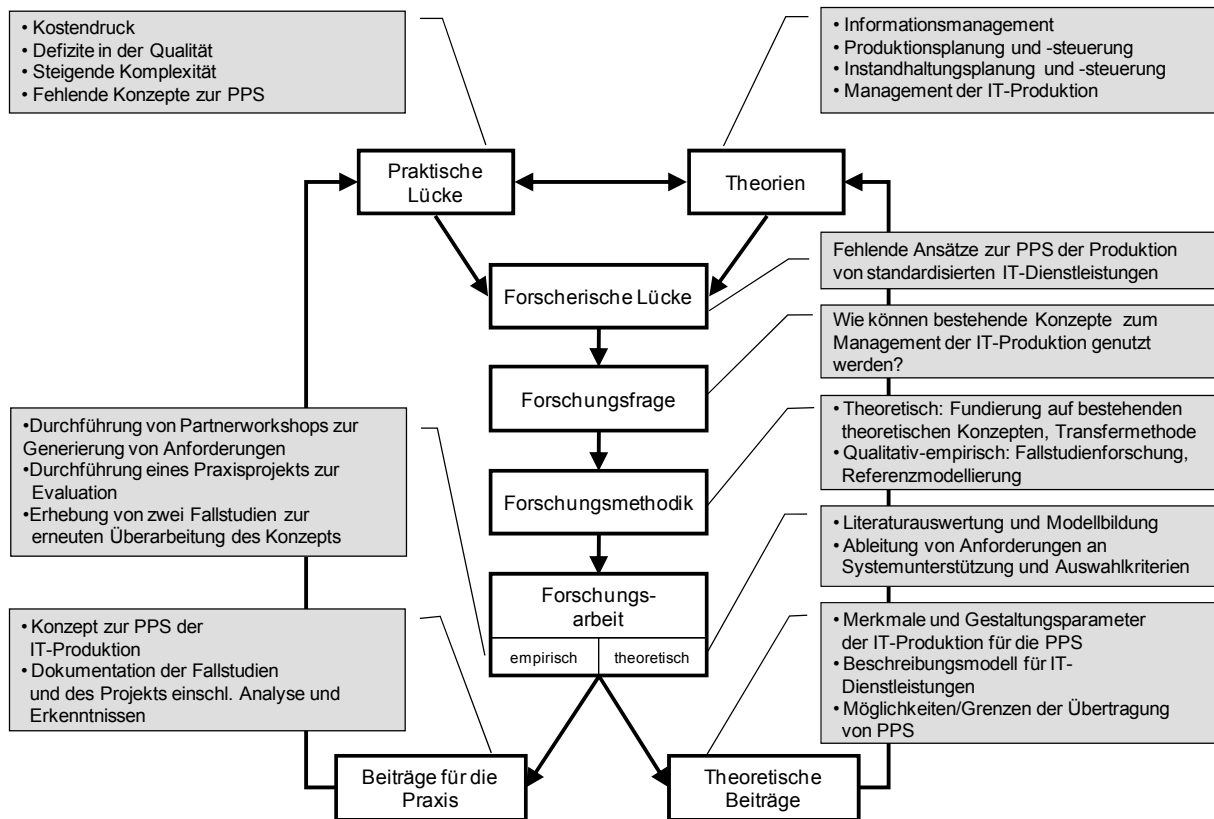 • Kostendruck
• Defizite in der Qualität
• Steigende Komplexität
• Fehlende Konzepte zur PPS
• Informationsmanagement
• Produktionsplanung und -steuerung
• Instandhaltungsplanung und -steuerung
• Management der IT-Produktion
Praktische
Lücke
Theorien
Fehlende Ansätze zur PPS der Produktion
von standardisierten IT-Dienstleistungen
Forscherische Lücke
Wie können bestehende Konzepte zum
Management der IT-Produktion genutzt
werden?
Forschungsfrage
•Durchführung von Partnerworkshops zur
Generierung von Anforderungen
•Durchführung eines Praxisprojekts zur
Evaluation
•Erhebung von zwei Fallstudien zur
erneuten Überarbeitung des Konzepts
• Theoretisch: Fundierung auf bestehenden
theoretischen Konzepten, Transfermethode
• Qualitativ-empirisch: Fallstudienforschung,
Referenzmodellierung
Forschungsmethodik
• Literaturauswertung und Modellbildung
• Ableitung von Anforderungen an
Systemunterstützung und Auswahlkriterien
Forschungs-
arbeit
empirisch
theoretisch
• Konzept zur PPS der
IT-Produktion
• Dokumentation der Fallstudien
und des Projekts einschl. Analyse und
Erkenntnissen
• Merkmale und Gestaltungsparameter
der IT-Produktion für die PPS
• Beschreibungsmodell für IT-
Dienstleistungen
• Möglichkeiten/Grenzen der Übertragung
von PPS
Beiträge für die
Praxis
Theoretische
Beiträge